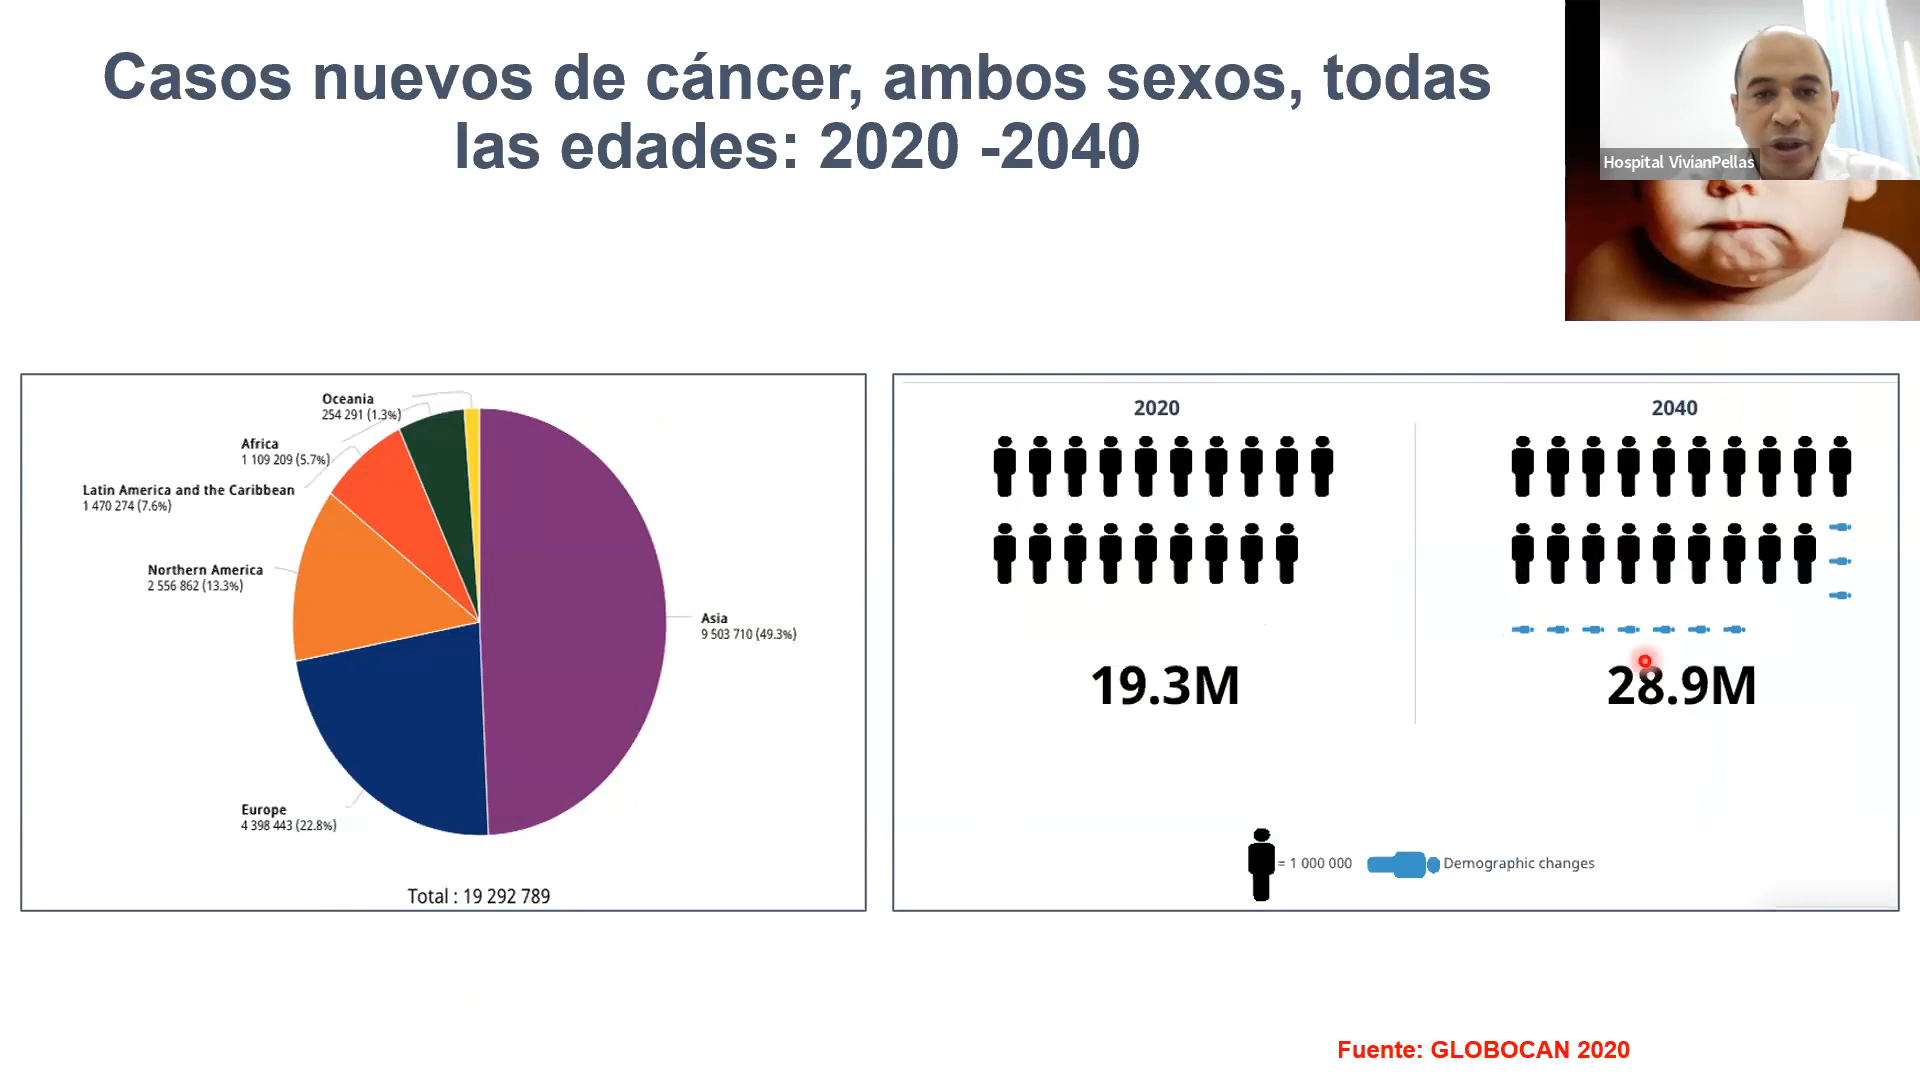 Casos nuevos de cáncer, ambos sexos, todas
las edades: 2020 -2040
Hospital VivianPellas
Oceania
254 291 (1.3%)
Africa
1 109 209 (5.7%)
Latin America and the Caribbean
1 470 274 (7.6%)
Northern America
2 556 862 (13.3%)
Asia
9 503 710 (49.3%)
Europe
4 398 443 (22.8%)
Total : 19 292 789
2020
2040
19.3M
28.9M
= 1 000 000
Demographic changes
Fuente: GLOBOCAN 2020